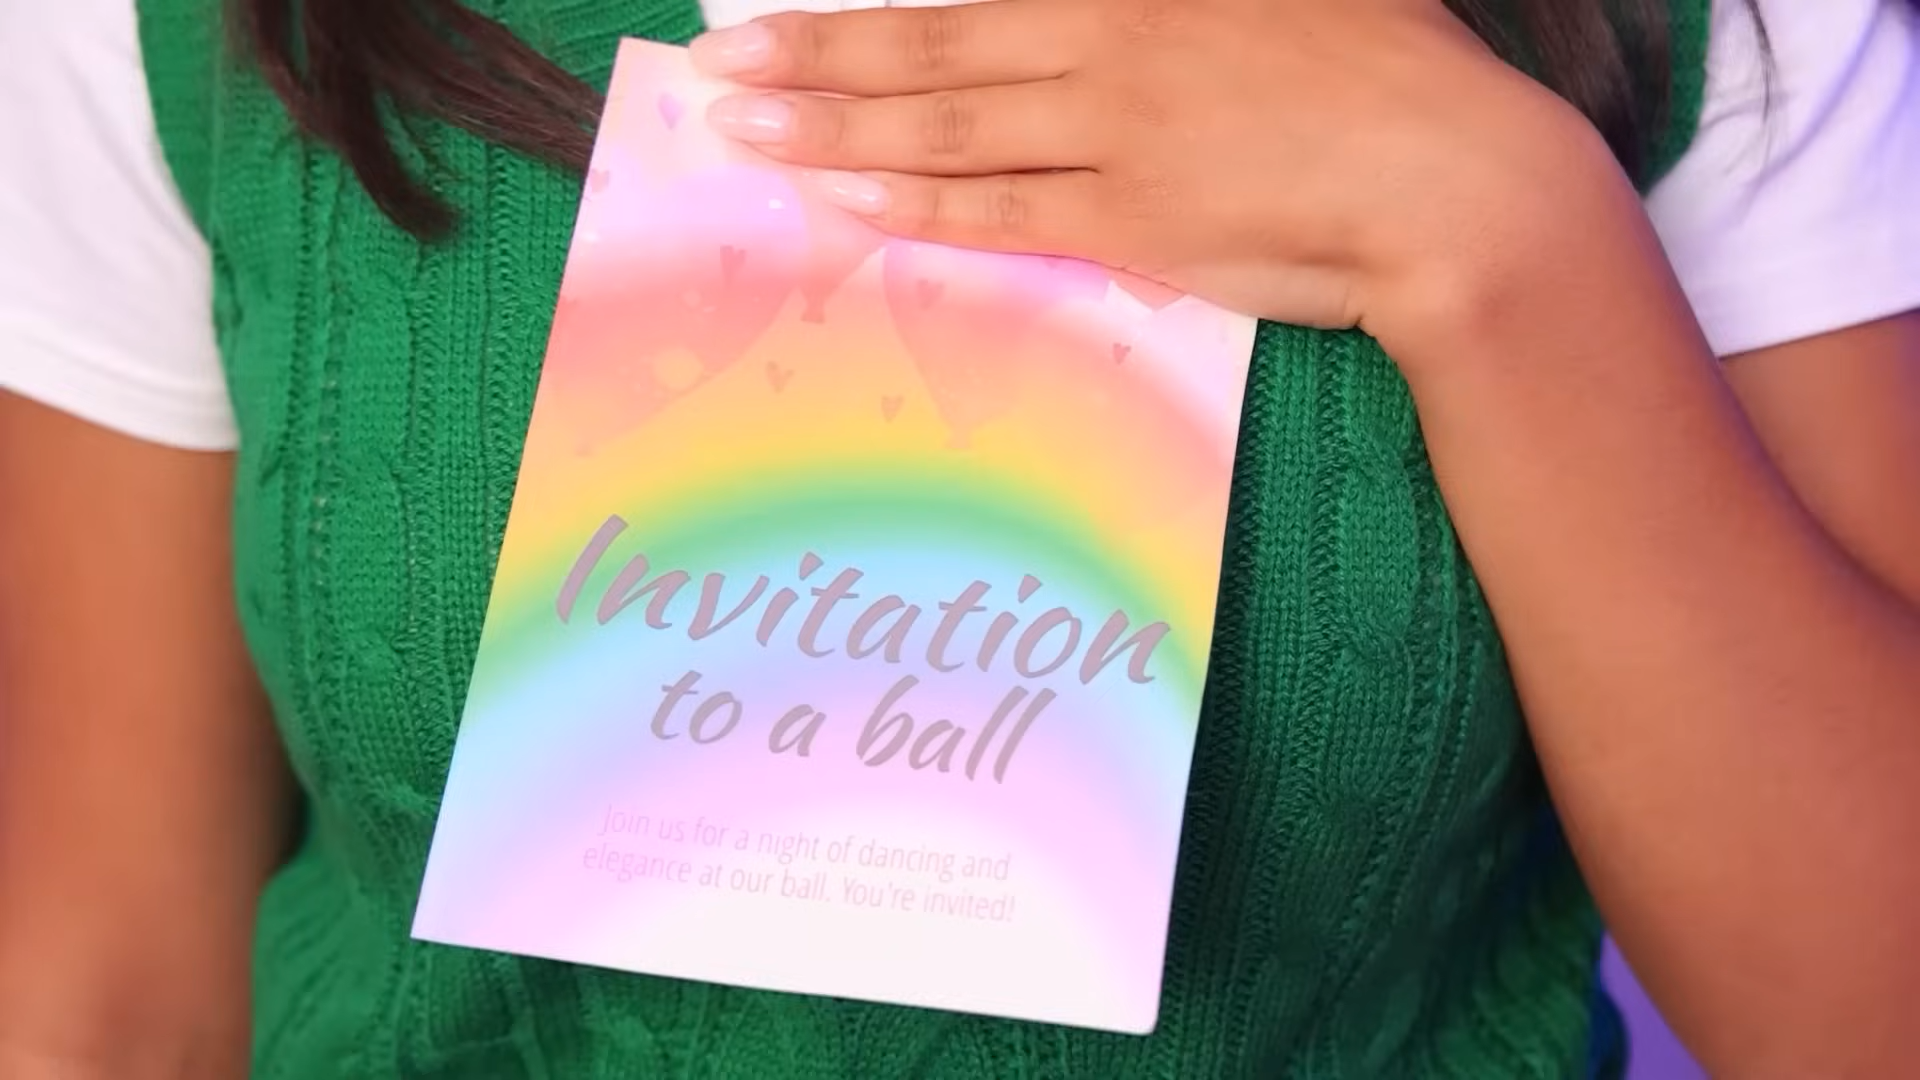 Invitation
to a ball
Join us for a night of dancing and
elegance at our ball. You're invited!